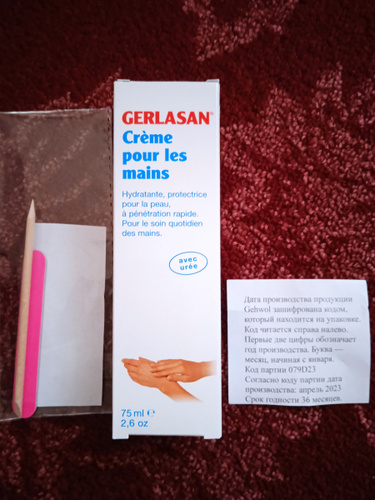 GERLASAN®
Crème
pour les
mains
Hydratante, protectrice
pour la peau,
à pénétration rapide.
Pour le soin quotidien
des mains.
avec
urée
75 ml ℮
2,6 oz
Дата производства продукции
Gehwol зашифрована кодом,
который находится на упаковке.
Код читается справа налево.
Первые две цифры обозначает
год производства. Буква —
месяц, начиная с января.
Код партии 079D23
Согласно коду партии дата
производства: апрель 2023
Срок годности 36 месяцев.